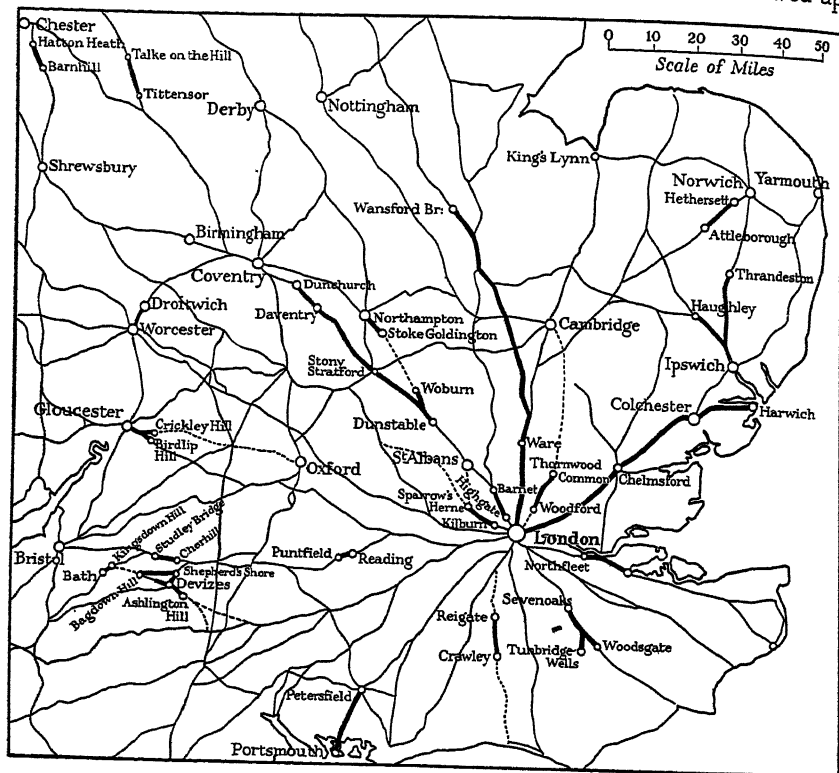 0 10 20 30 40 50
Scale of Miles
Chester
Hatton Heath
Talke on the Hill
Barnhill
Tittensor
Derby
Nottingham
Shrewsbury
King's Lynn
Norwich
Yarmouth
Hethersett
Wansford Br:
Attleborough
Birmingham
Coventry
Dunchurch
Thrandeston
Droitwich
Daventry
Northampton
Haughley
Worcester
Stoke Goldington
Cambridge
Stony
Stratford
Ipswich
Woburn
Gloucester
Colchester
Harwich
Crickley Hill
Dunstable
Birdlip
Hill
Ware
Oxford
St Albans
Thornwood
Common
Chelmsford
Highgate
Barnet
Sparrow's
Herne
Woodford
Kilburn
London
Kingsdown Hill
Studley Bridge
Cherhill
Bristol
Puntfield
Reading
Northfleet
Bath
Shepherd's Shore
Devizes
Bagdown Hill
Ashlington
Hill
Sevenoaks
Reigate
Crawley
Tunbridge
Wells
Woodsgate
Petersfield
Portsmouth